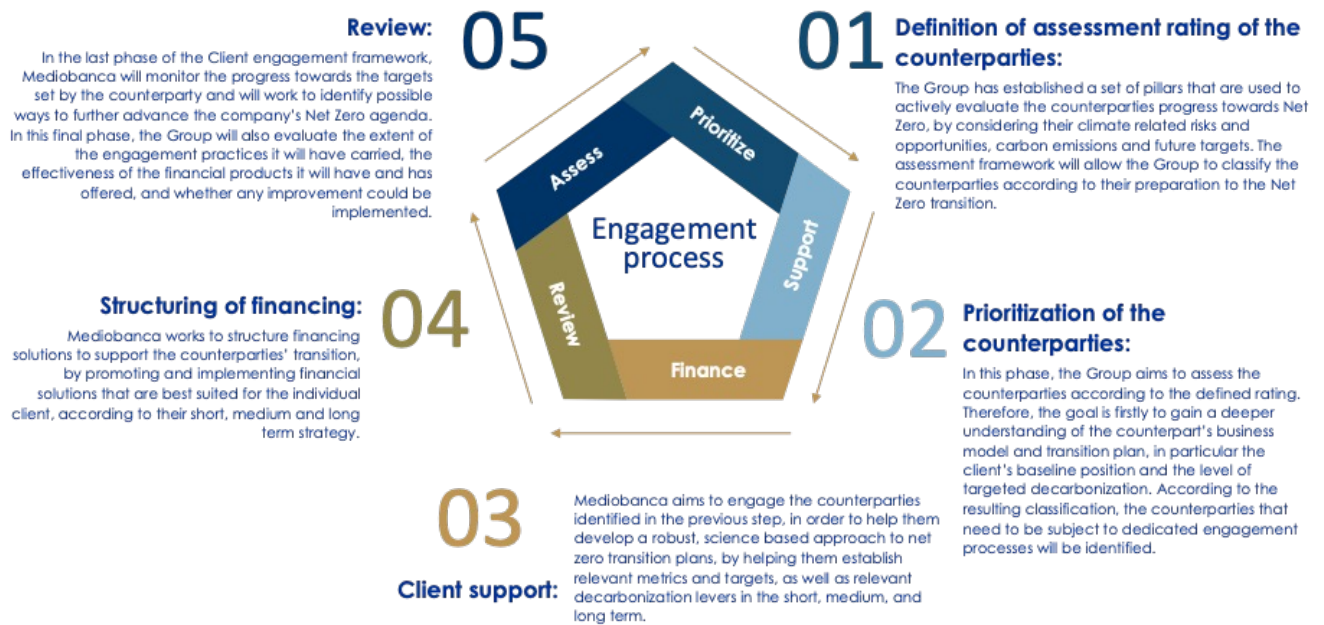 05
Review:
In the last phase of the Client engagement framework,
Mediobanca will monitor the progress towards the targets
set by the counterparty and will work to identify possible
ways to further advance the company's Net Zero agenda.
In this final phase, the Group will also evaluate the extent of
the engagement practices it will have carried, the
effectiveness of the financial products it will have and has
offered, and whether any improvement could be
implemented.
01
Definition of assessment rating of the
counterparties:
The Group has established a set of pillars that are used to
actively evaluate the counterparties progress towards Net
Zero, by considering their climate related risks and
opportunities, carbon emissions and future targets. The
assessment framework will allow the Group to classify the
counterparties according to their preparation to the Net
Zero transition.
Assess
Prioritize
Support
Finance
Review
Engagement
process
04
Structuring of financing:
Mediobanca works to structure financing
solutions to support the counterparties' transition,
by promoting and implementing financial
solutions that are best suited for the individual
client, according to their short, medium and long
term strategy.
02
Prioritization of the
counterparties:
In this phase, the Group aims to assess the
counterparties according to the defined rating.
Therefore, the goal is firstly to gain a deeper
understanding of the counterpart's business
model and transition plan, in particular the
client's baseline position and the level of
targeted decarbonization. According to the
resulting classification, the counterparties that
need to be subject to dedicated engagement
processes will be identified.
03
Client support:
Mediobanca aims to engage the counterparties
identified in the previous step, in order to help them
develop a robust, science based approach to net
zero transition plans, by helping them establish
relevant metrics and targets, as well as relevant
decarbonization levers in the short, medium, and
long term.